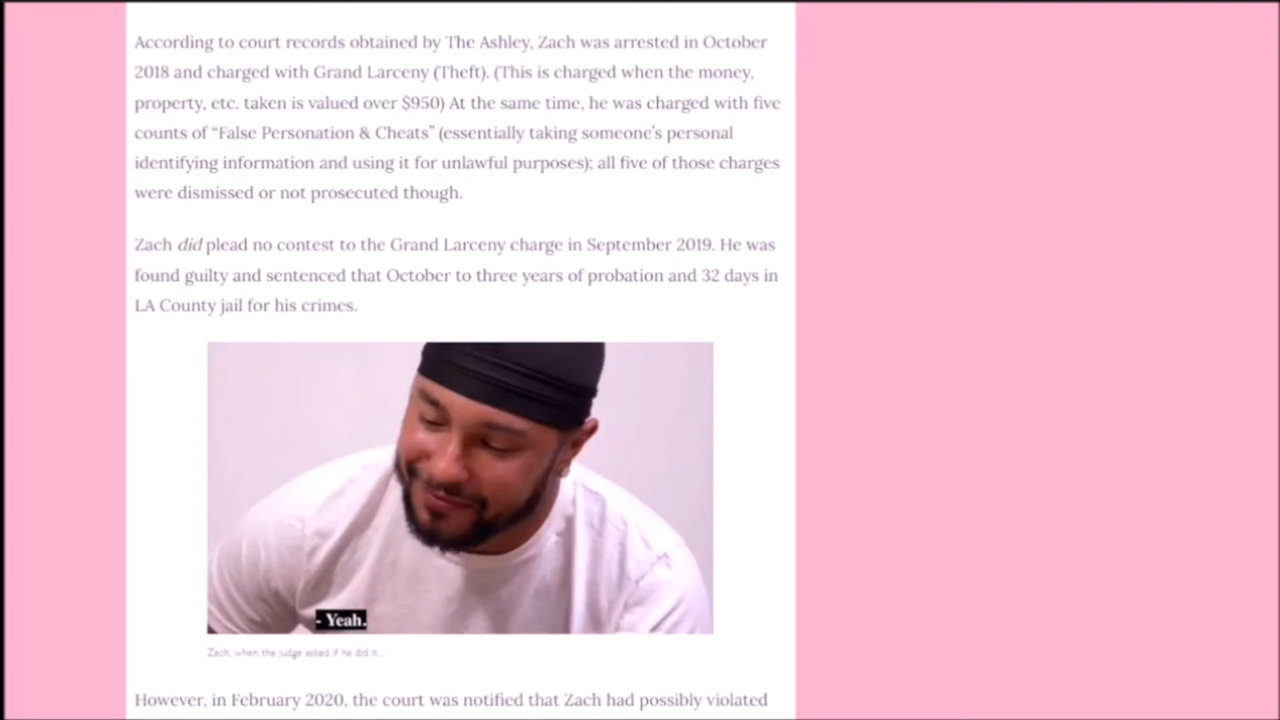 According to court records obtained by The Ashley, Zach was arrested in October
2018 and charged with Grand Larceny (Theft). (This is charged when the money,
property, etc. taken is valued over $950) At the same time, he was charged with five
counts of “False Personation & Cheats” (essentially taking someone’s personal
identifying information and using it for unlawful purposes); all five of those charges
were dismissed or not prosecuted though.
Zach did plead no contest to the Grand Larceny charge in September 2019. He was
found guilty and sentenced that October to three years of probation and 32 days in
LA County jail for his crimes.
- Yeah.
Zach, when the judge asked if he did it...
However, in February 2020, the court was notified that Zach had possibly violated